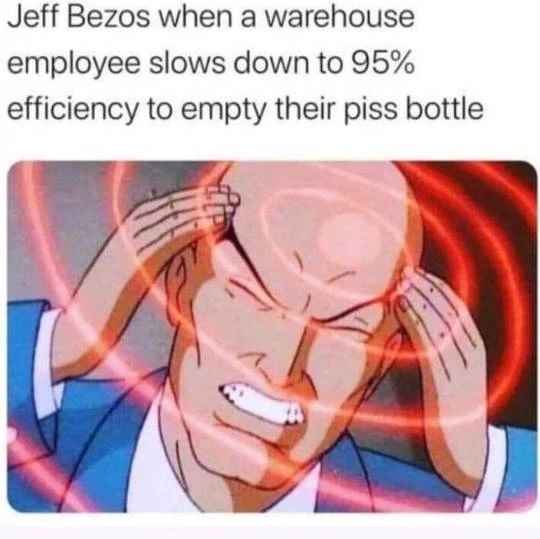 Jeff Bezos when a warehouse
employee slows down to 95%
efficiency to empty their piss bottle